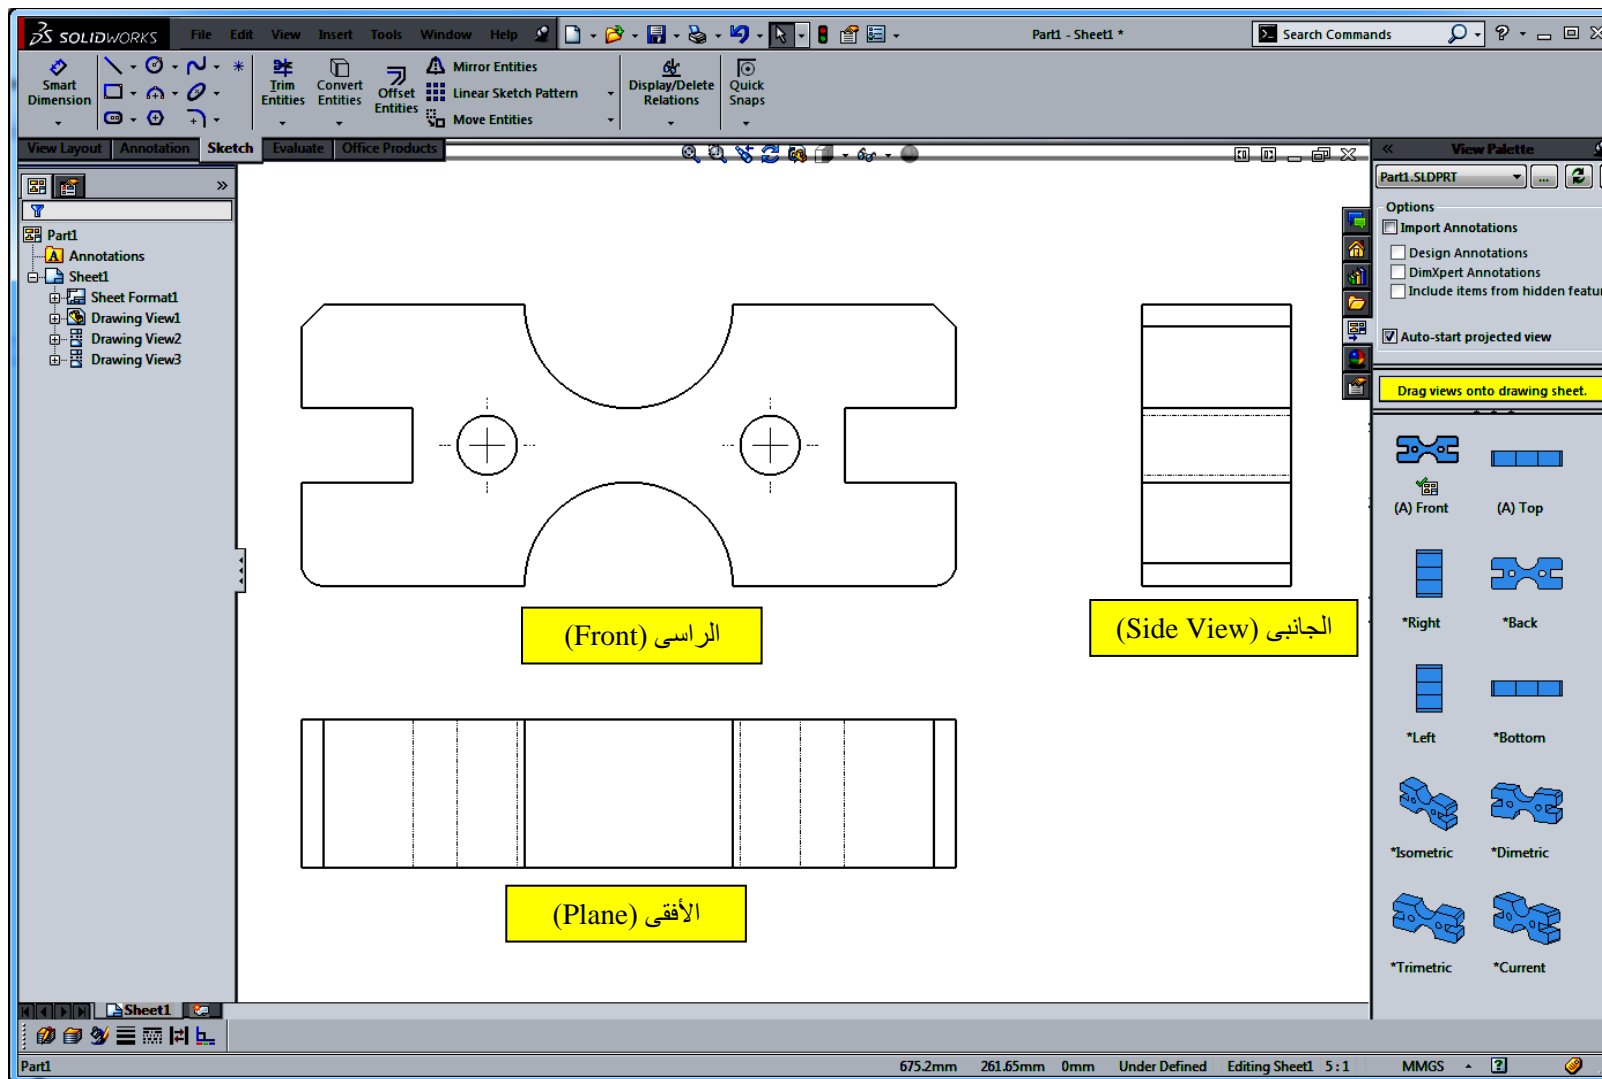 SOLIDWORKS File Edit View Insert Tools Window Help Part1 - Sheet1 * Search Commands
Smart Dimension
Trim Entities
Convert Entities
Offset Entities
Mirror Entities
Linear Sketch Pattern
Move Entities
Display/Delete Relations
Quick Snaps
View Layout Annotation Sketch Evaluate Office Products
View Palette
Part1.SLDPRT ...
Options
Import Annotations
Design Annotations
DimXpert Annotations
Include items from hidden featur
Auto-start projected view
Drag views onto drawing sheet.
Part1
Annotations
Sheet1
Sheet Format1
Drawing View1
Drawing View2
Drawing View3
الراسى (Front)
الجانبى (Side View)
الأفقى (Plane)
(A) Front (A) Top
*Right *Back
*Left *Bottom
*Isometric *Dimetric
*Trimetric *Current
Sheet1
Part1 675.2mm 261.65mm 0mm Under Defined Editing Sheet1 5 : 1 MMGS